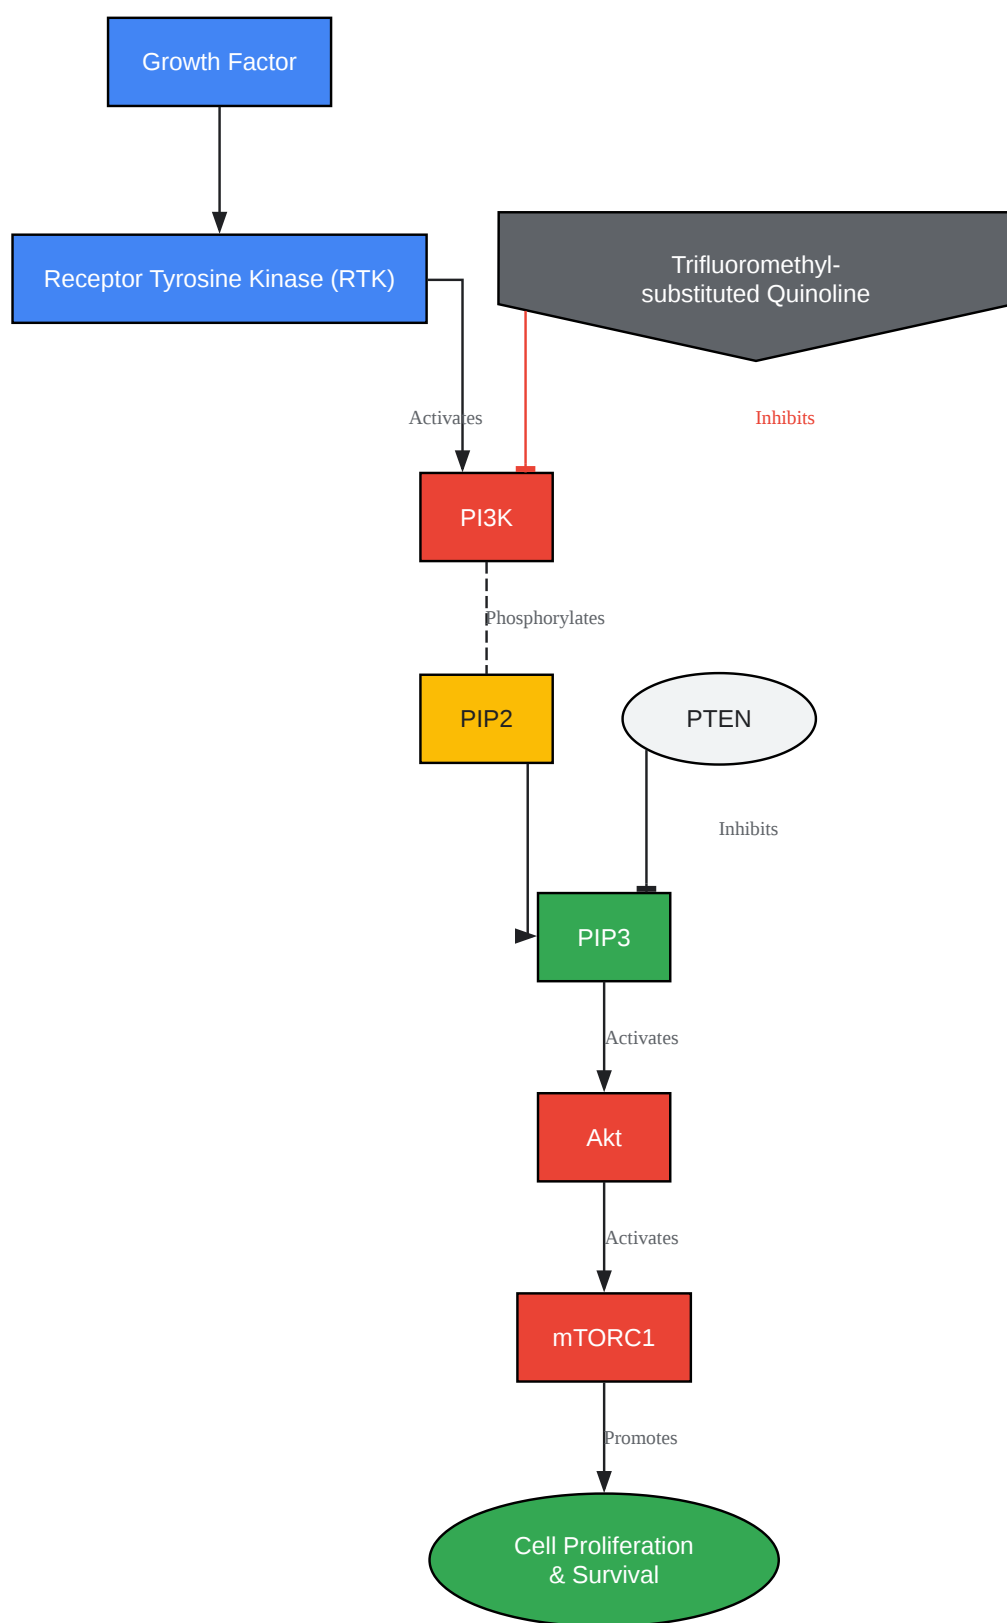 Growth Factor
Receptor Tyrosine Kinase (RTK)
Trifluoromethyl-
substituted Quinoline
Activates
Inhibits
PI3K
Phosphorylates
PIP2
PTEN
Inhibits
PIP3
Activates
Akt
Activates
mTORC1
Promotes
Cell Proliferation
& Survival